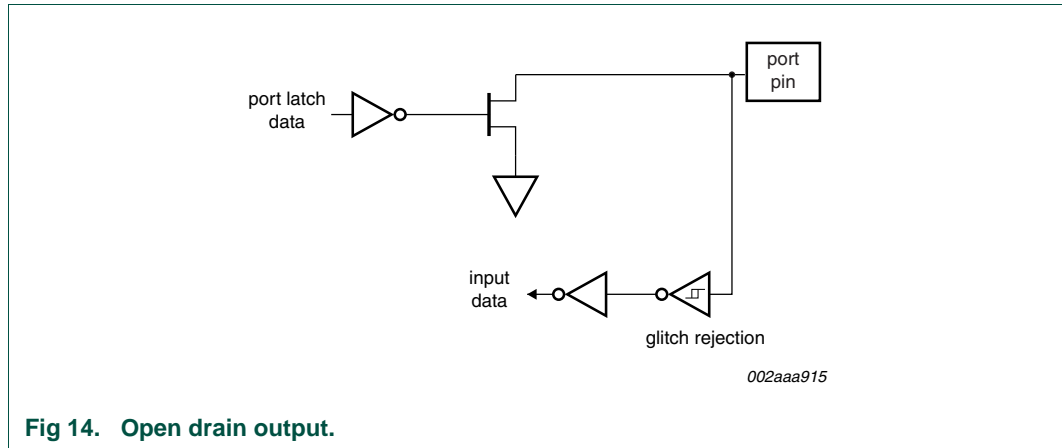 port
pin
port latch
data
input
data
glitch rejection
002aaa915
Fig 14. Open drain output.